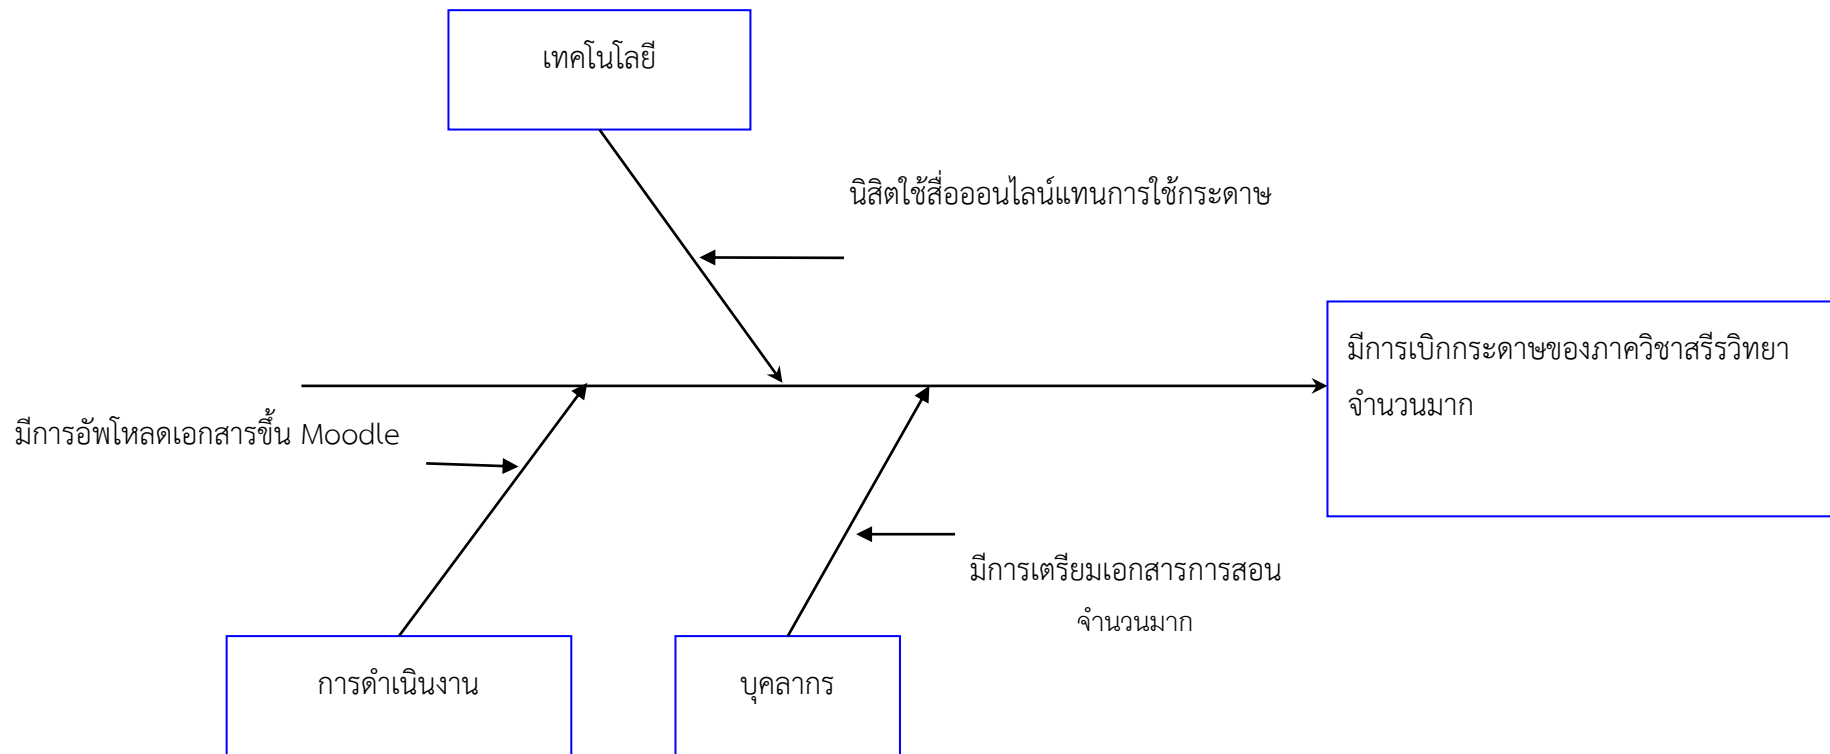 เทคโนโลยี
นิสิตใช้สื่อออนไลน์แทนการใช้กระดาษ
มีการเบิกกระดาษของภาควิชาสรีรวิทยา
จำนวนมาก
มีการอัพโหลดเอกสารขึ้น Moodle
มีการเตรียมเอกสารการสอน
จำนวนมาก
การดำเนินงาน
บุคลากร